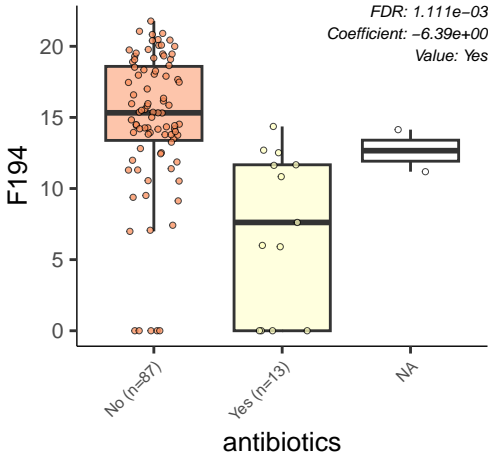 FDR: 1.111e−03
Coefficient: −6.39e+00
Value: Yes
20
15
10
5
0
F194
No (n=87)
Yes (n=13)
NA
antibiotics